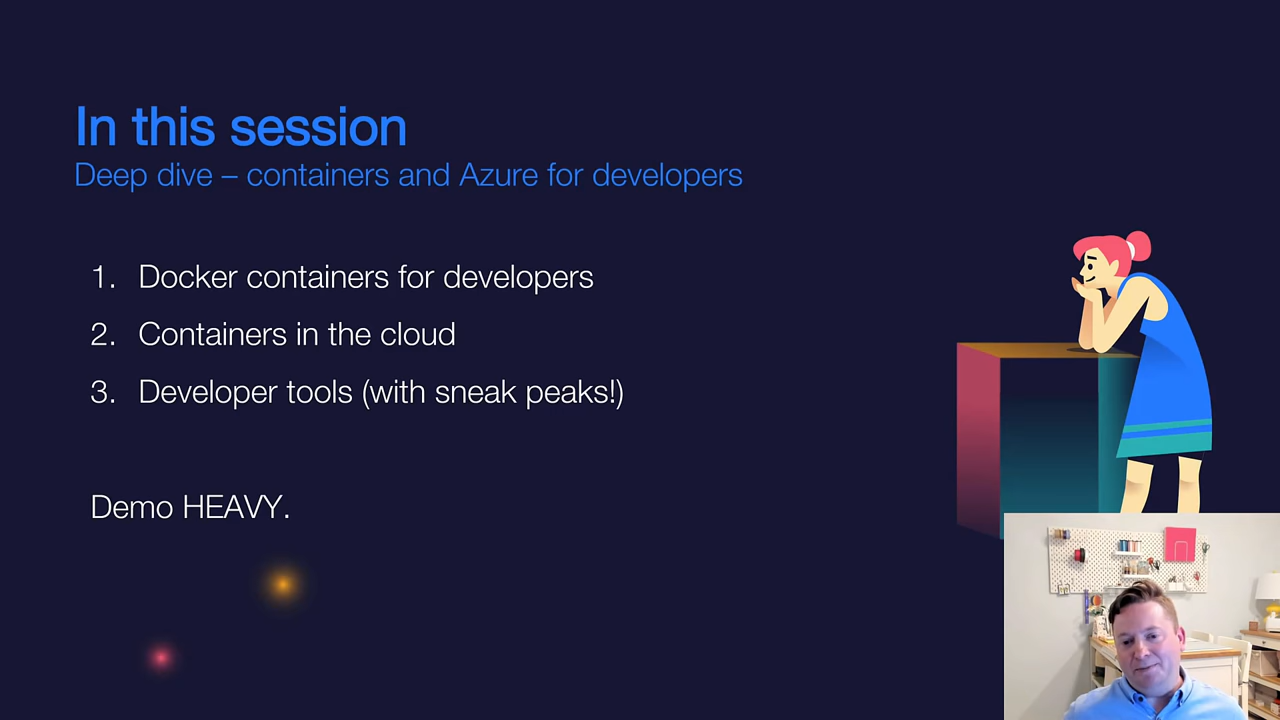 In this session
Deep dive – containers and Azure for developers
1. Docker containers for developers
2. Containers in the cloud
3. Developer tools (with sneak peaks!)
Demo HEAVY.